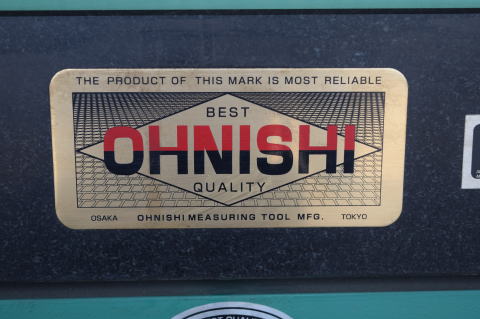 THE PRODUCT OF THIS MARK IS MOST RELIABLE
BEST
OHNISHI
QUALITY
OSAKA OHNISHI MEASURING TOOL MFG. TOKYO